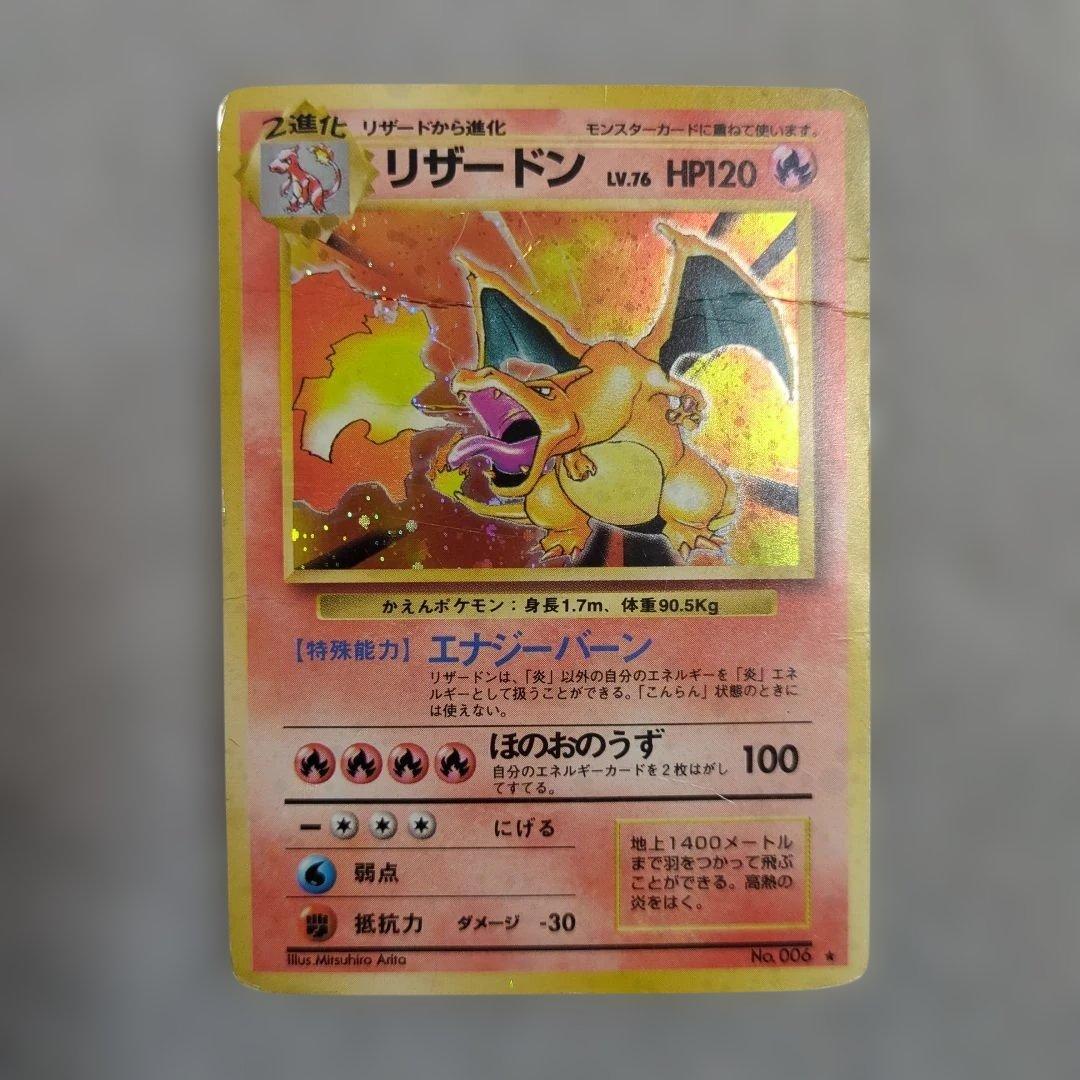 2進化 リザードから進化 モンスターカードに重ねて使います。
リザードン LV.76 HP120
かえんポケモン：身長1.7m、体重90.5Kg
【特殊能力】 エナジーバーン
リザードンは、「炎」以外の自分のエネルギーを「炎」エネ
ルギーとして扱うことができる。「こんらん」状態のときに
は使えない。
ほのおのうず 100
自分のエネルギーカードを2枚はがし
てすてる。
にげる
弱点
抵抗力 ダメージ -30
地上1400メートル
まで羽をつかって飛ぶ
ことができる。高熱の
炎をはく。
Illus.Mitsuhiro Arita No. 006 ★